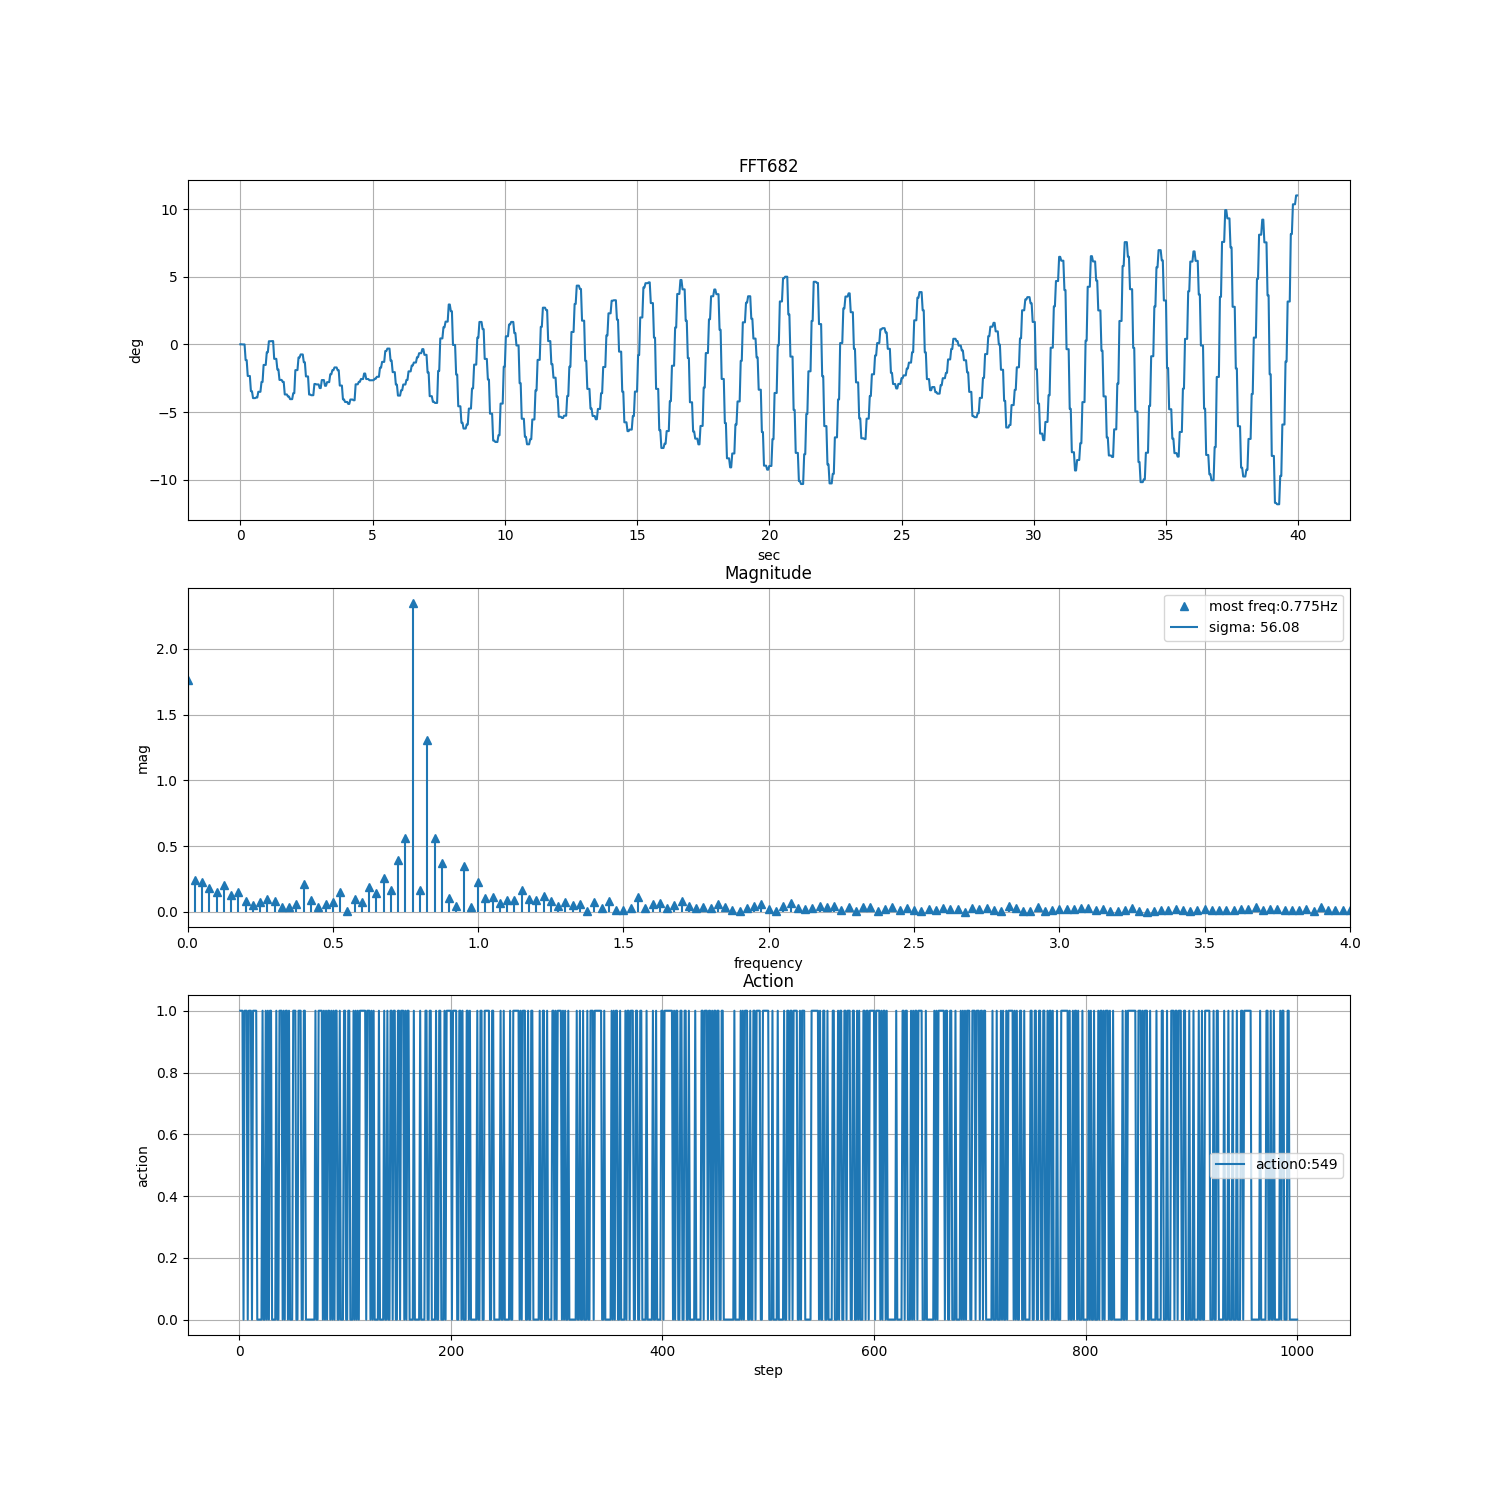 FFT682
10
5
0
−5
−10
deg
0 5 10 15 20 25 30 35 40
sec
Magnitude
most freq:0.775Hz
sigma: 56.08
2.0
1.5
1.0
0.5
0.0
mag
0.0 0.5 1.0 1.5 2.0 2.5 3.0 3.5 4.0
frequency
Action
1.0
0.8
0.6
0.4
0.2
0.0
action
action0:549
0 200 400 600 800 1000
step